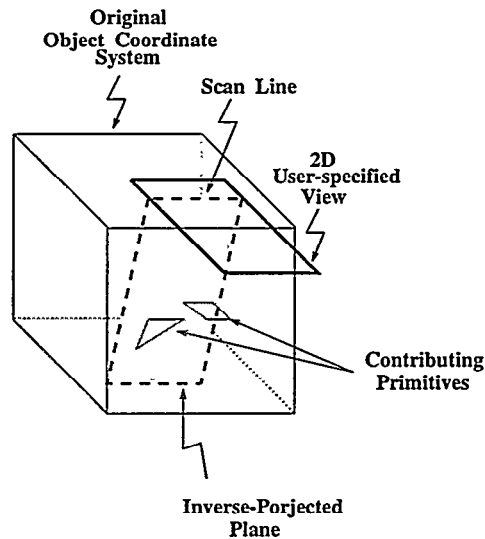 Original
Object Coordinate
System
Scan Line
2D
User-specified
View
Contributing
Primitives
Inverse-Porjected
Plane